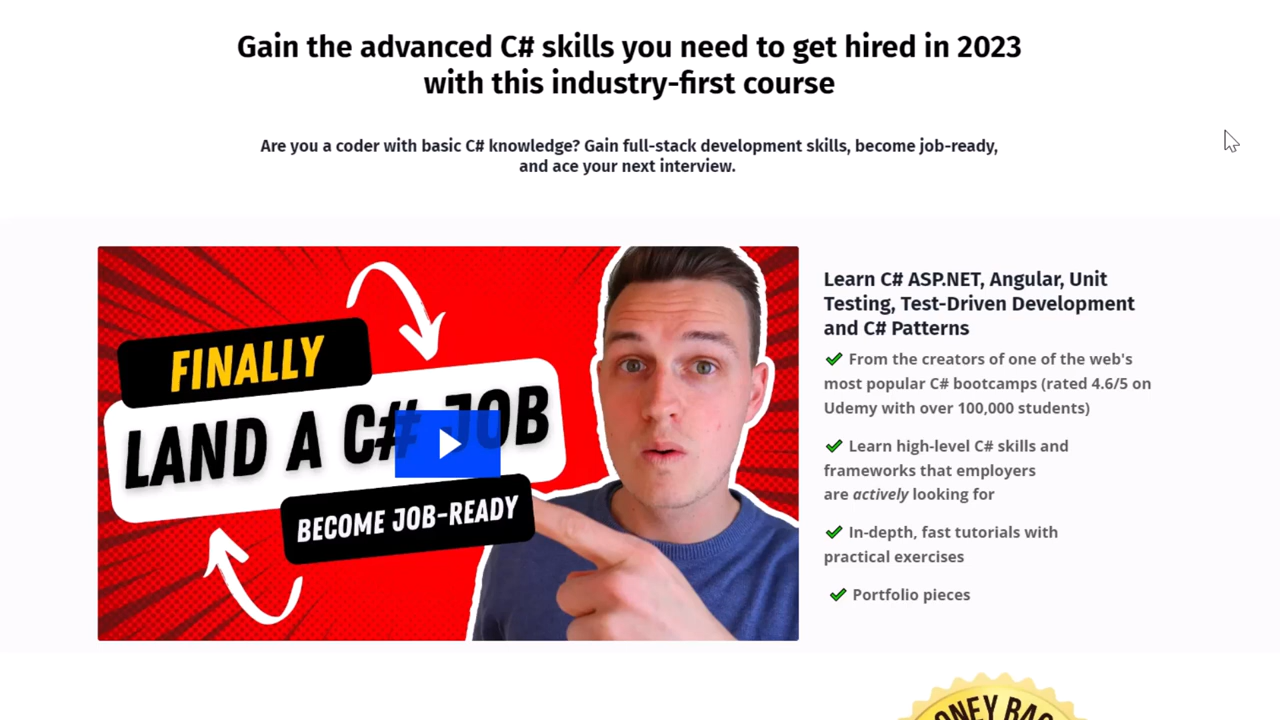 Gain the advanced C# skills you need to get hired in 2023
with this industry-first course
Are you a coder with basic C# knowledge? Gain full-stack development skills, become job-ready,
and ace your next interview.
FINALLY
LAND A C# JOB
BECOME JOB-READY
Learn C# ASP.NET, Angular, Unit
Testing, Test-Driven Development
and C# Patterns
From the creators of one of the web's
most popular C# bootcamps (rated 4.6/5 on
Udemy with over 100,000 students)
Learn high-level C# skills and
frameworks that employers
are actively looking for
In-depth, fast tutorials with
practical exercises
Portfolio pieces